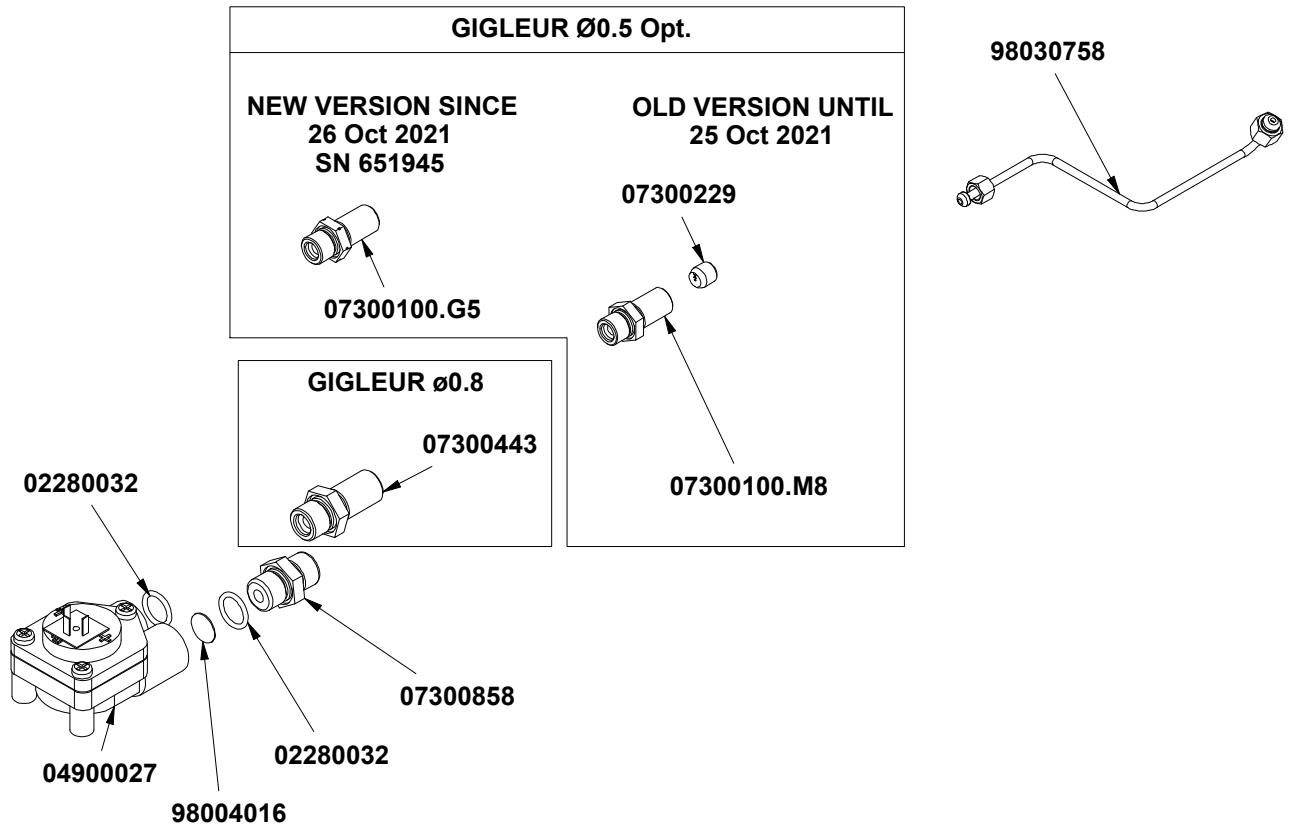 GIGLEUR Ø0.5 Opt.
98030758
NEW VERSION SINCE
26 Oct 2021
SN 651945
OLD VERSION UNTIL
25 Oct 2021
07300229
07300100.G5
GIGLEUR ø0.8
07300443
07300100.M8
02280032
07300858
02280032
04900027
98004016